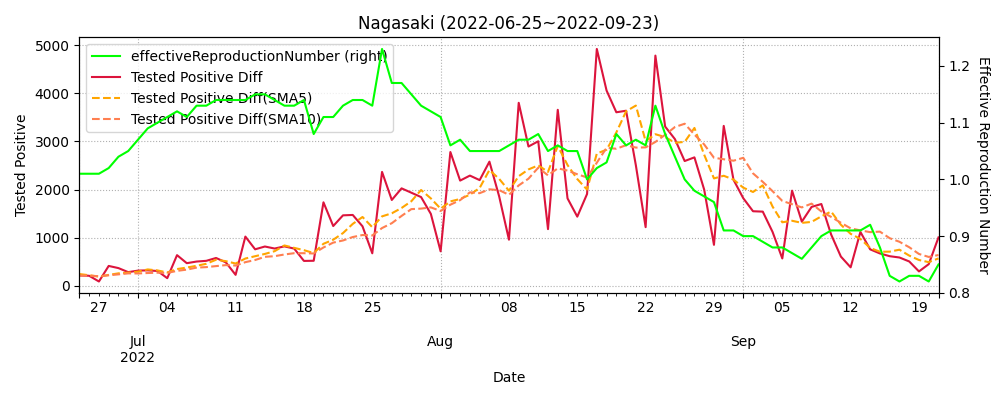 Nagasaki (2022-06-25~2022-09-23)
effectiveReproductionNumber (right)
Tested Positive Diff
Tested Positive Diff(SMA5)
Tested Positive Diff(SMA10)
Tested Positive
5000
4000
3000
2000
1000
0
1.2
1.1
1.0
0.9
0.8
Effective Reproduction Number
27 04 11 18 25 08 15 22 29 05 12 19
Jul Aug Sep
2022
Date